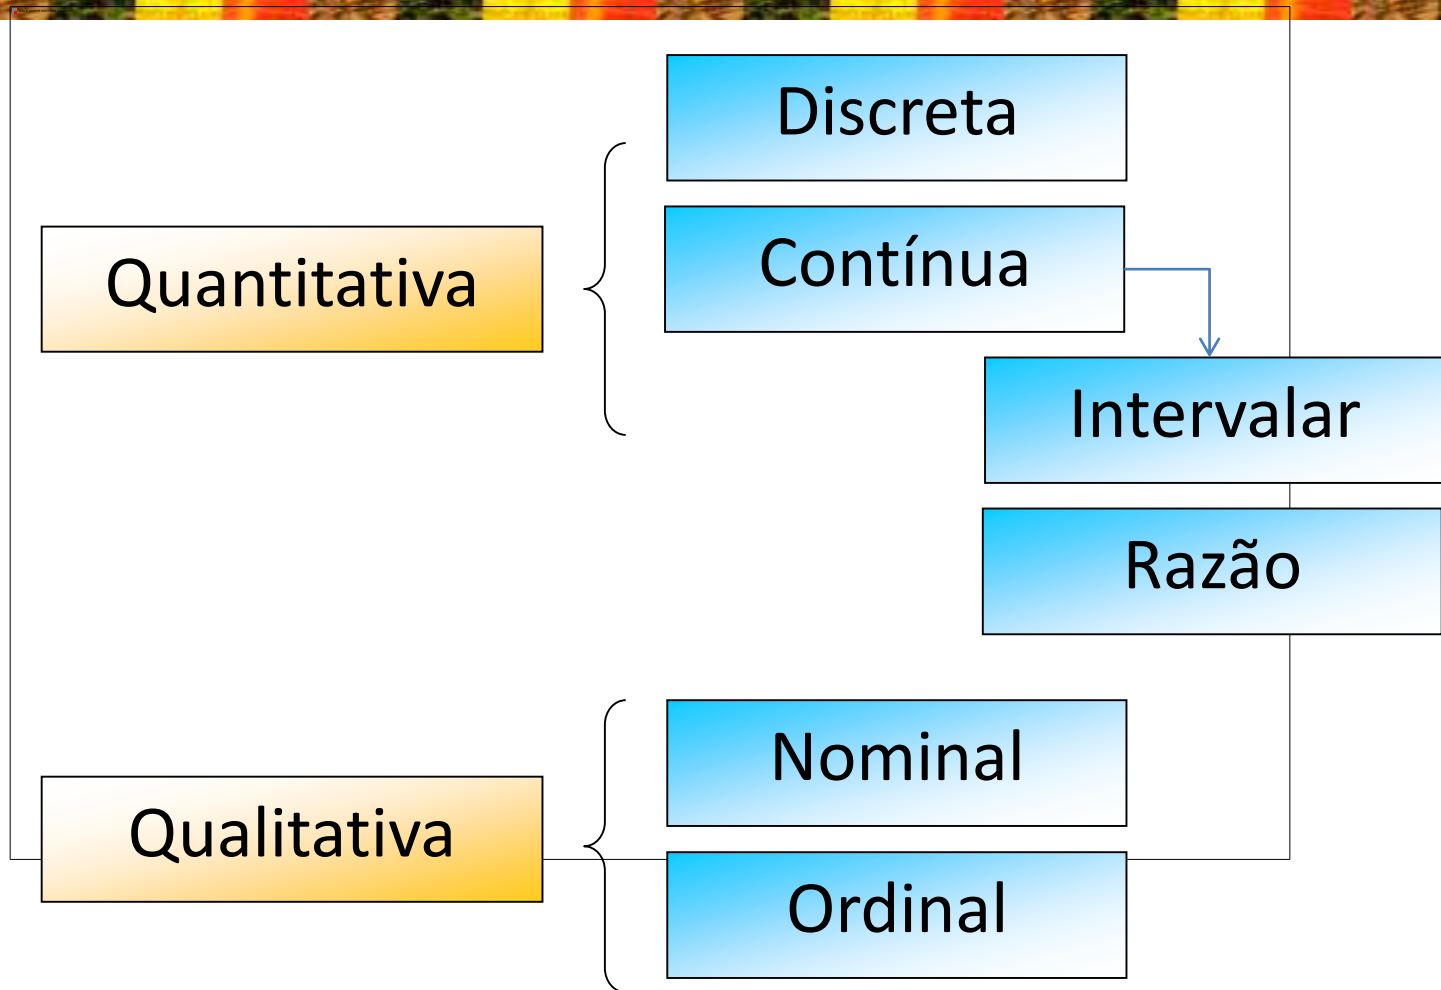 Discreta
Contínua
Quantitativa
Intervalar
Razão
Nominal
Qualitativa
Ordinal